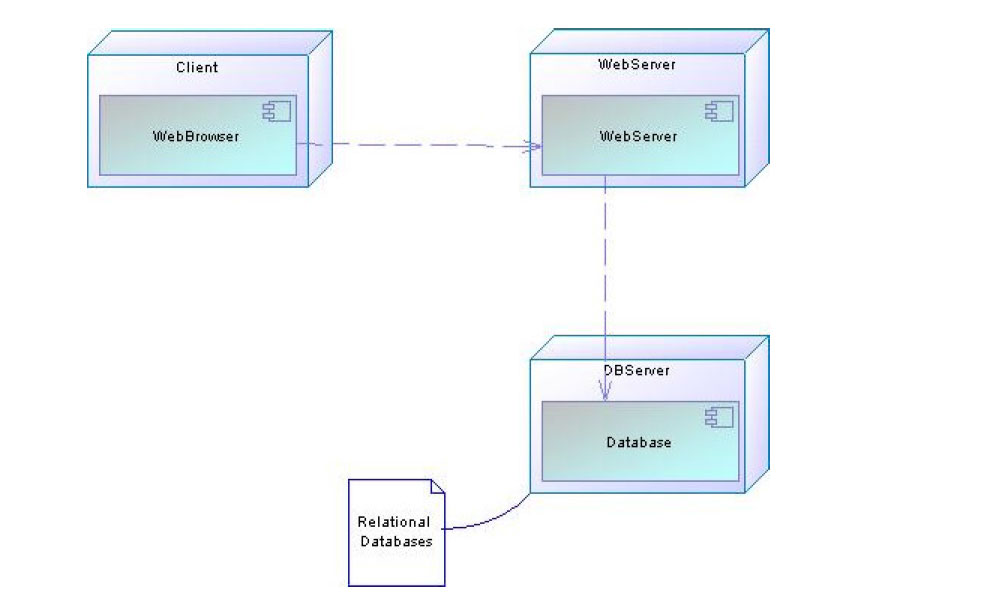 Client
WebBrowser
WebServer
WebServer
DBServer
Database
Relational
Databases